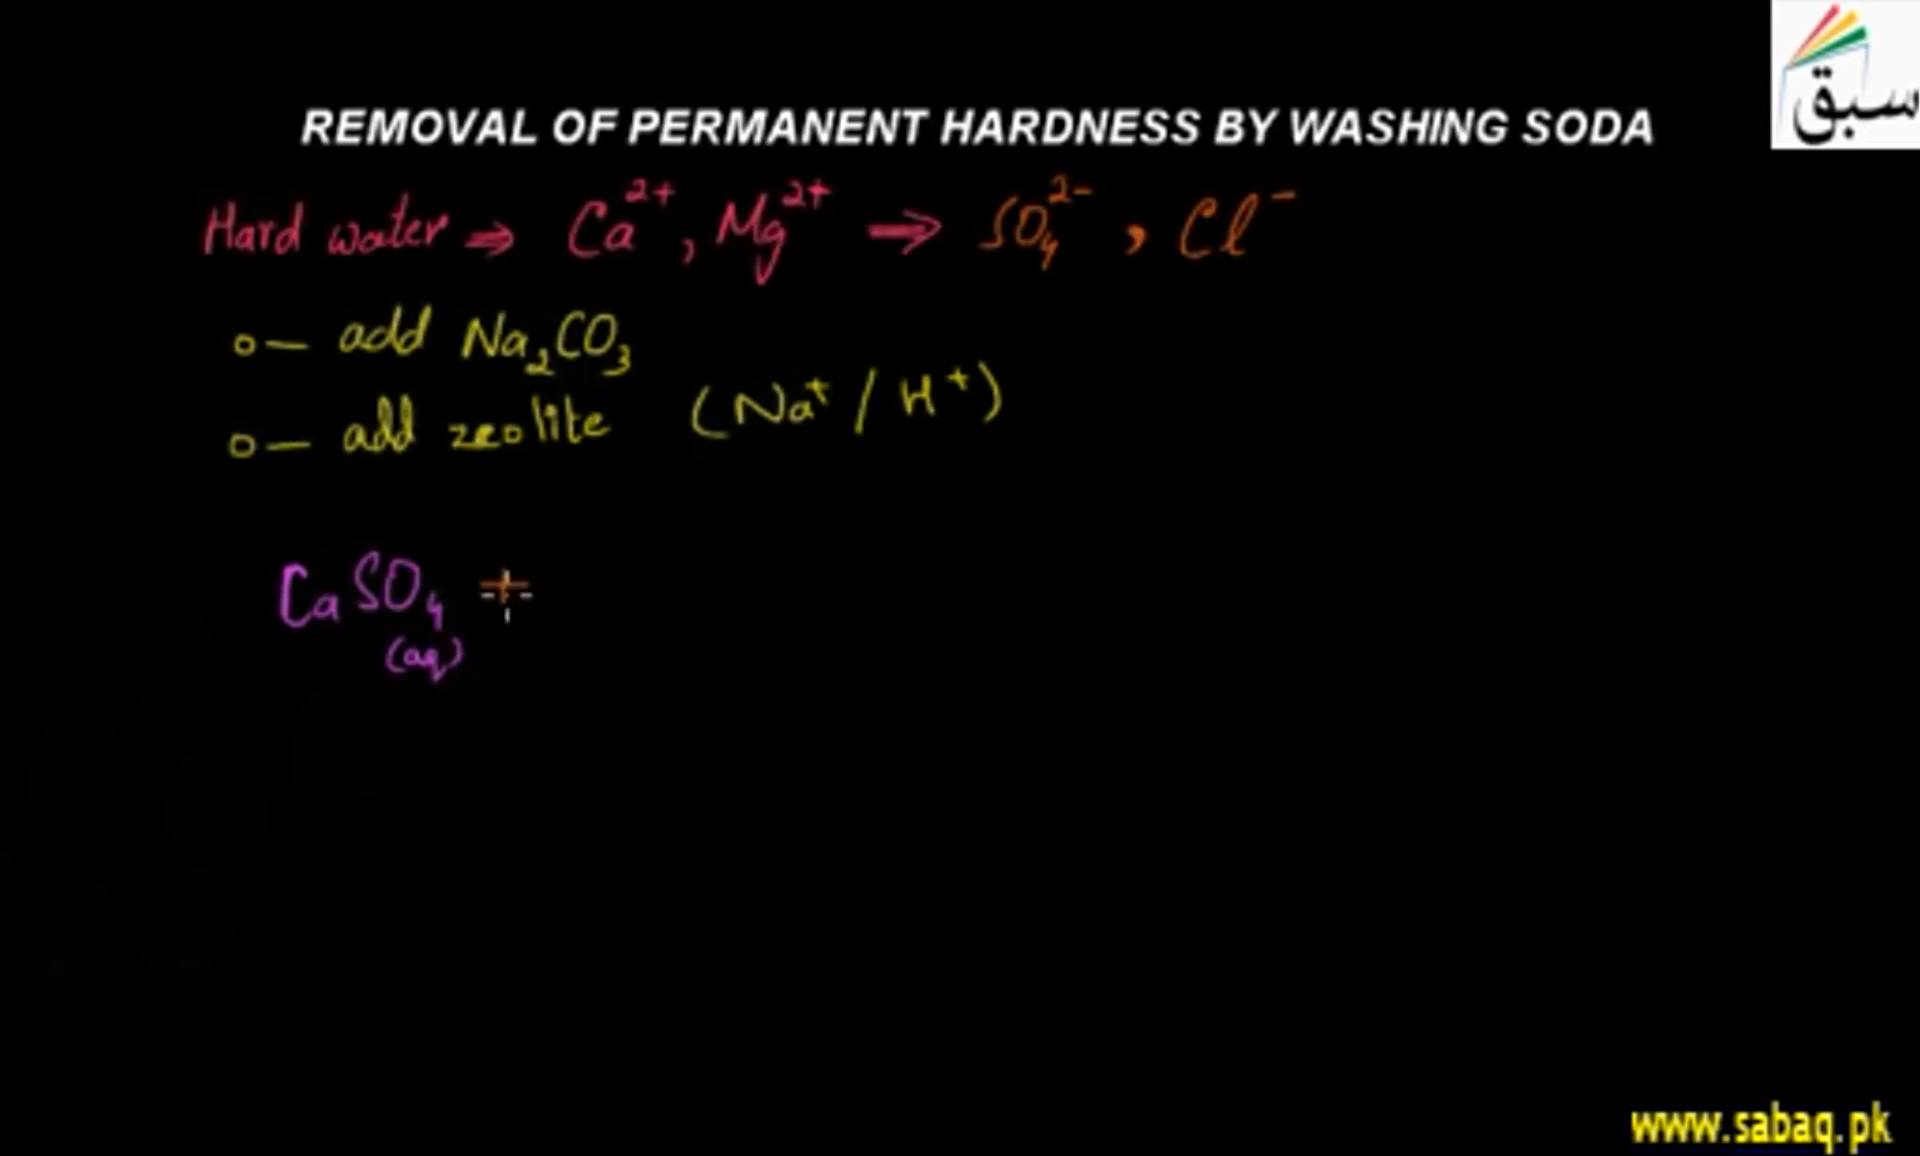 سبق
REMOVAL OF PERMANENT HARDNESS BY WASHING SODA
Hard water ⇒ Ca²⁺, Mg²⁺ ⇒ SO₄²⁻, Cl⁻
o— add Na₂CO₃
o— add zeolite (Na⁺/H⁺)
CaSO₄ +
(aq)
www.sabaq.pk